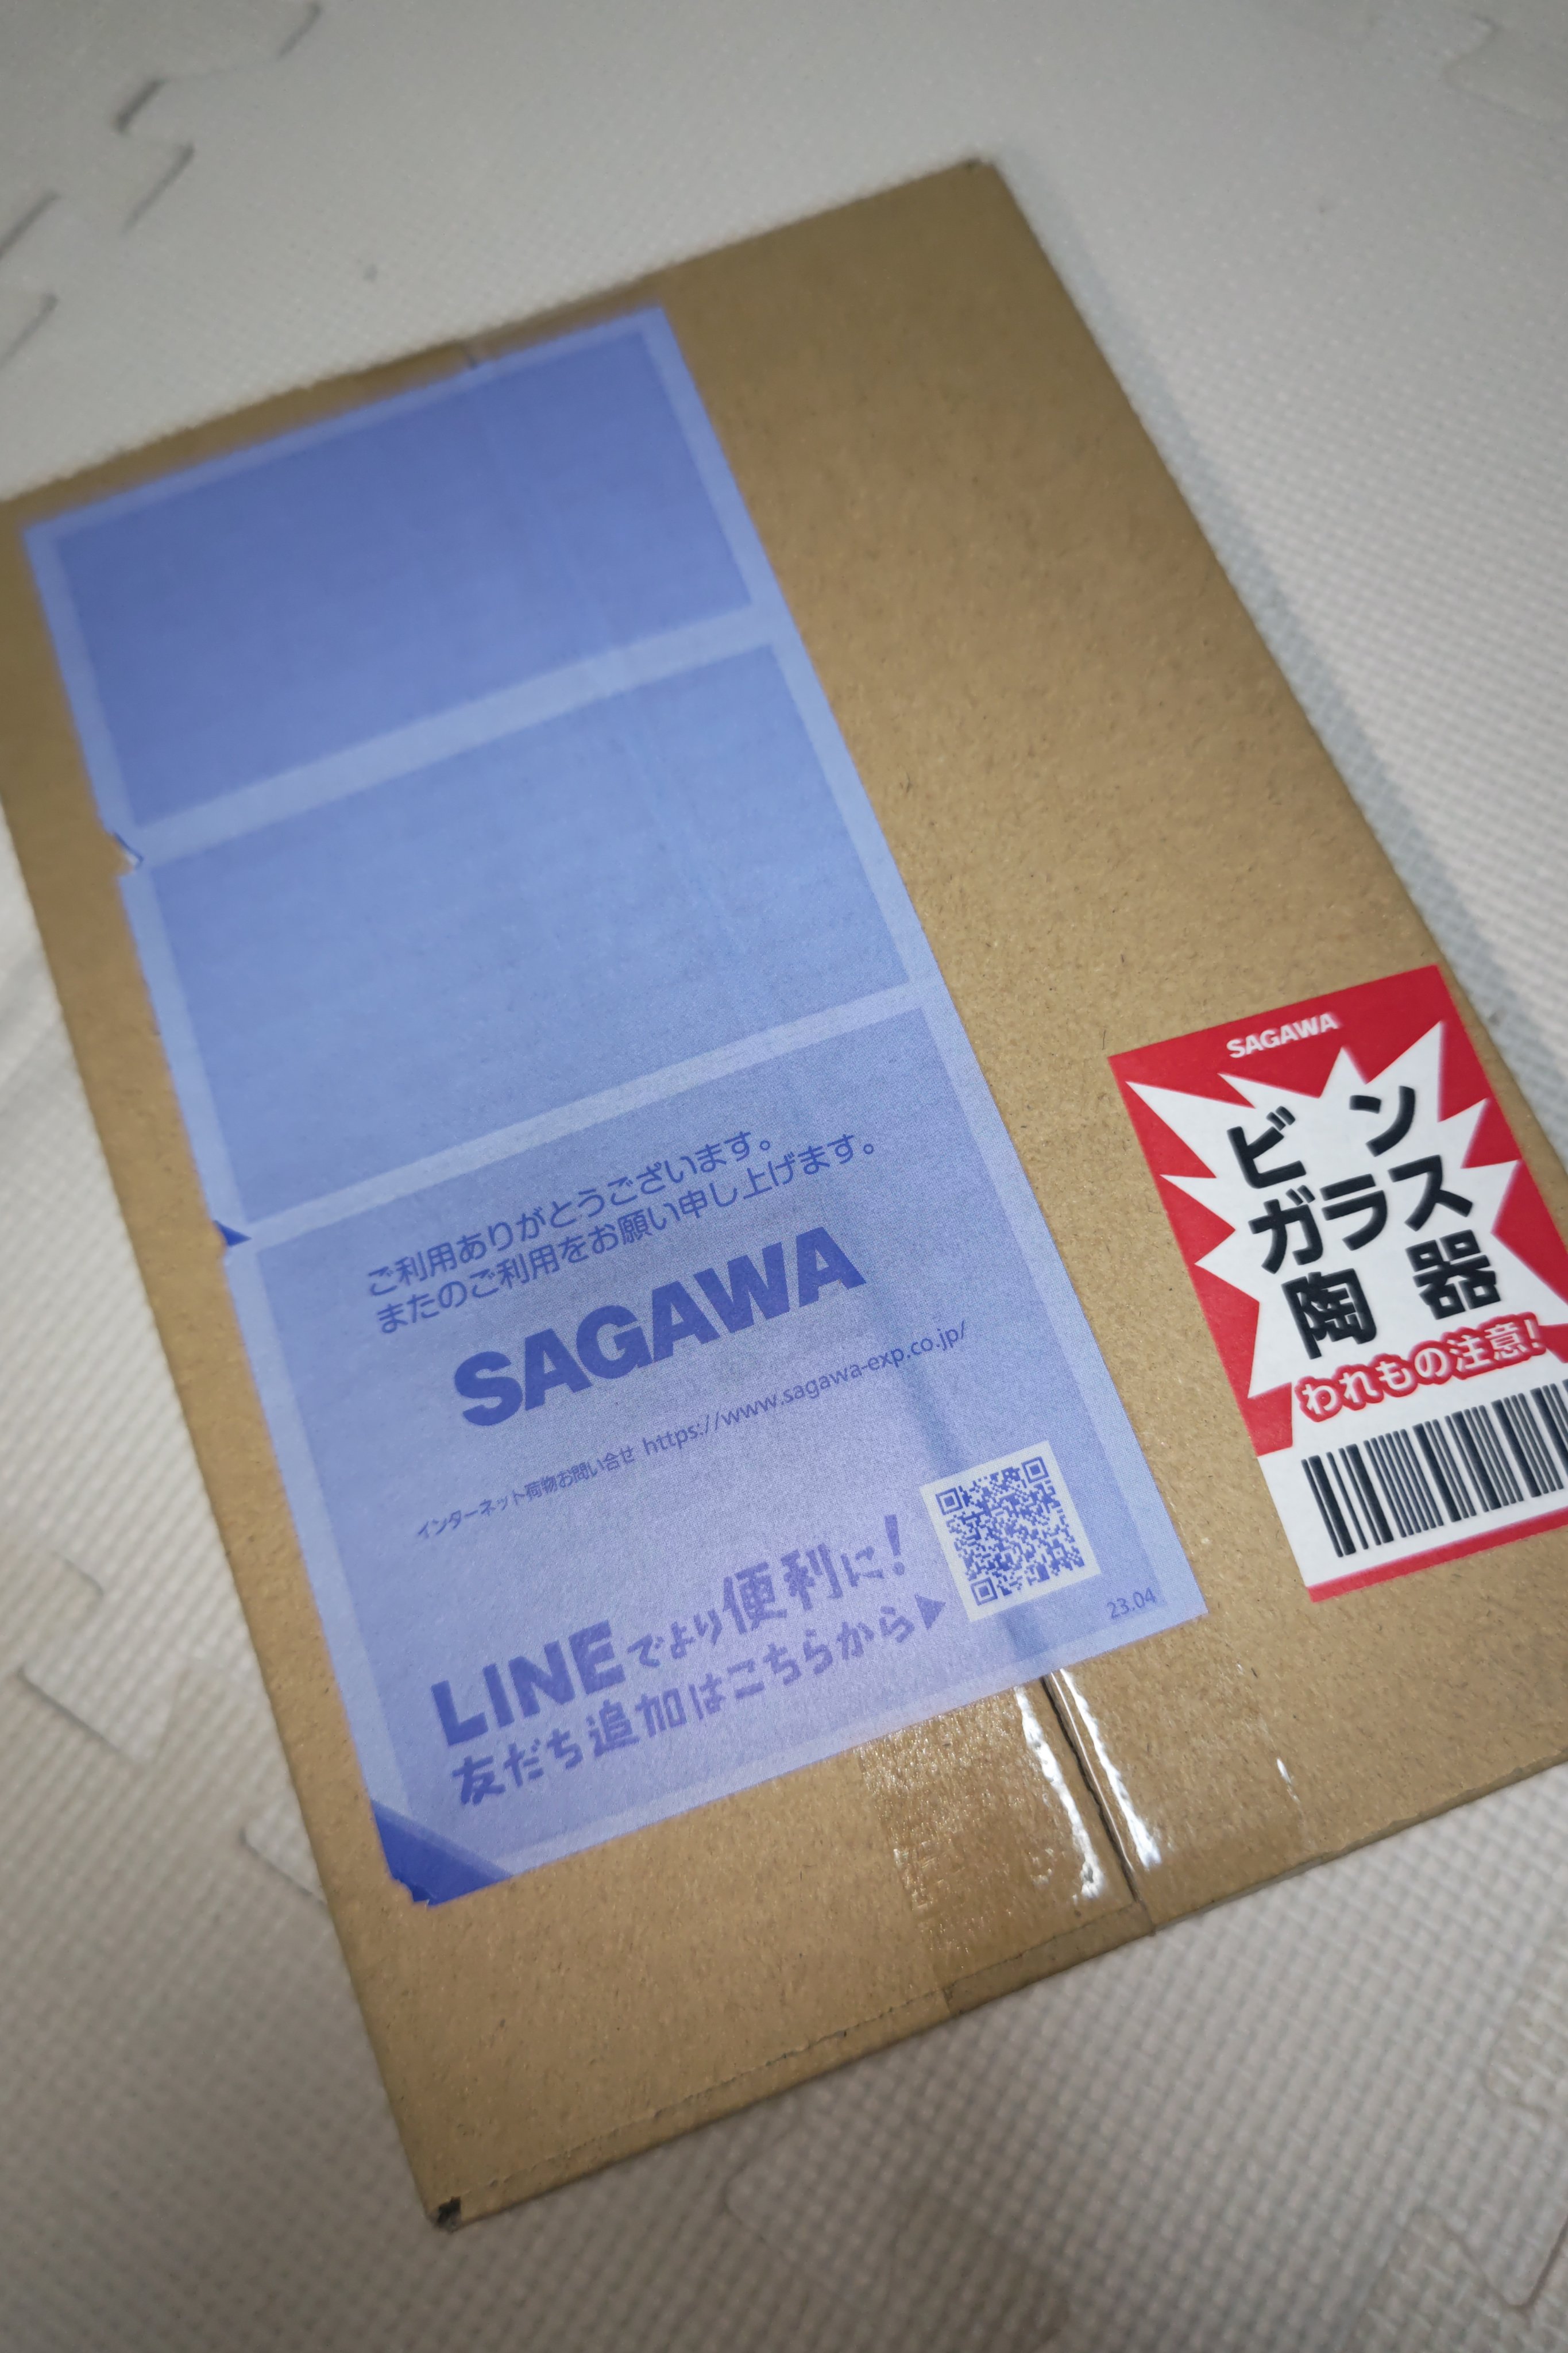 ご利用ありがとうございます。
またのご利用をお願い申し上げます。
SAGAWA
インターネット荷物お問い合せ https://www.sagawa-exp.co.jp/
LINEでより便利に!
友だち追加はこちらから▶
23.04
SAGAWA
ビン
ガラス
陶器
われもの注意!